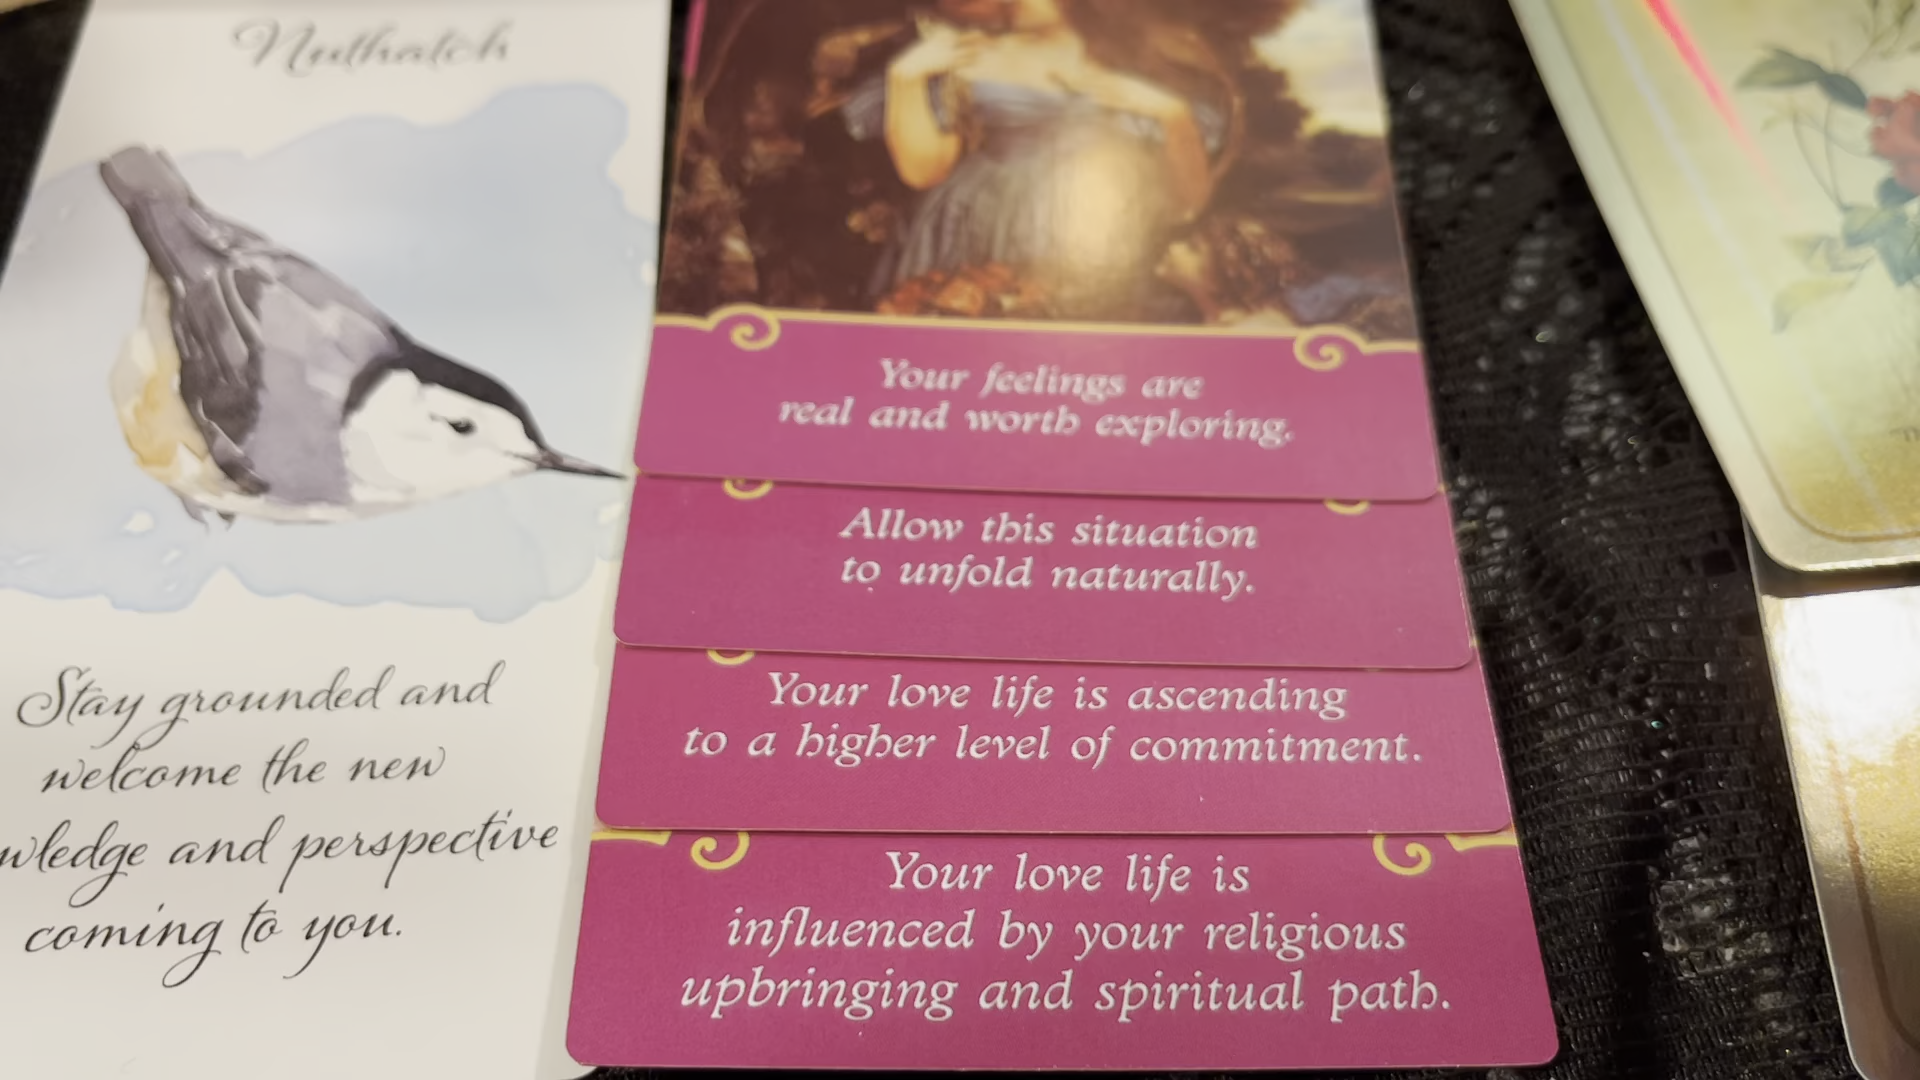 Nuthatch
Stay grounded and
welcome the new
wledge and perspective
coming to you.
Your feelings are
real and worth exploring.
Allow this situation
to unfold naturally.
Your love life is ascending
to a higher level of commitment.
Your love life is
influenced by your religious
upbringing and spiritual path.